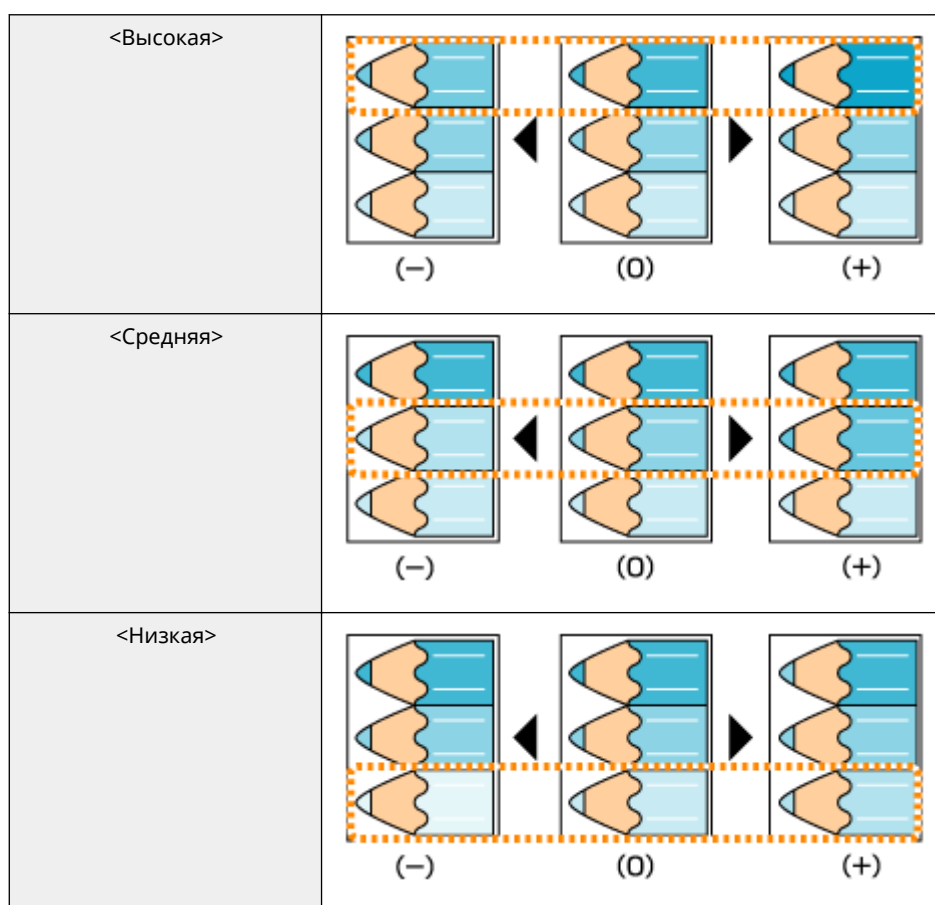 <Высокая>
(−) (0) (+)
<Средняя>
(−) (0) (+)
<Низкая>
(−) (0) (+)